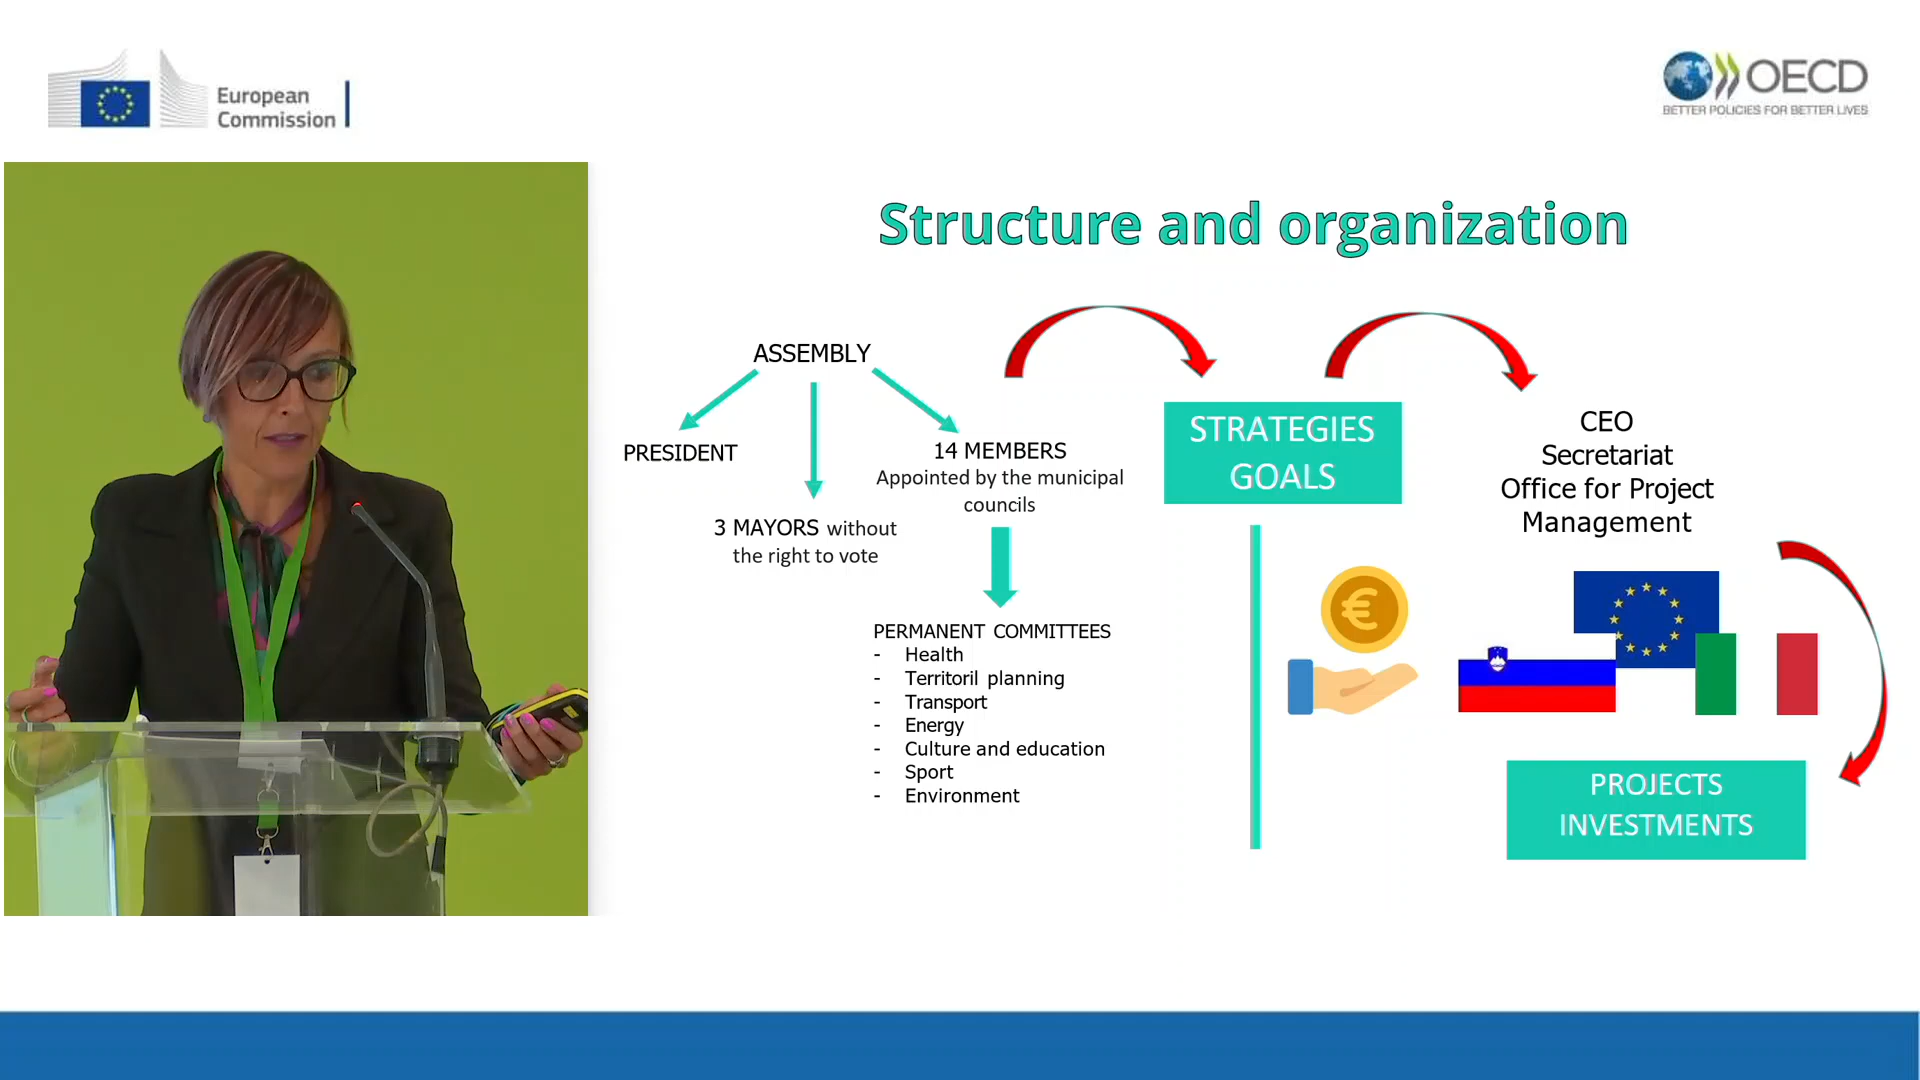 European
Commission
OECD
BETTER POLICIES FOR BETTER LIVES
Structure and organization
ASSEMBLY
PRESIDENT
3 MAYORS without
the right to vote
14 MEMBERS
Appointed by the municipal
councils
PERMANENT COMMITTEES
- Health
- Territoril planning
- Transport
- Energy
- Culture and education
- Sport
- Environment
STRATEGIES
GOALS
€
CEO
Secretariat
Office for Project
Management
PROJECTS
INVESTMENTS